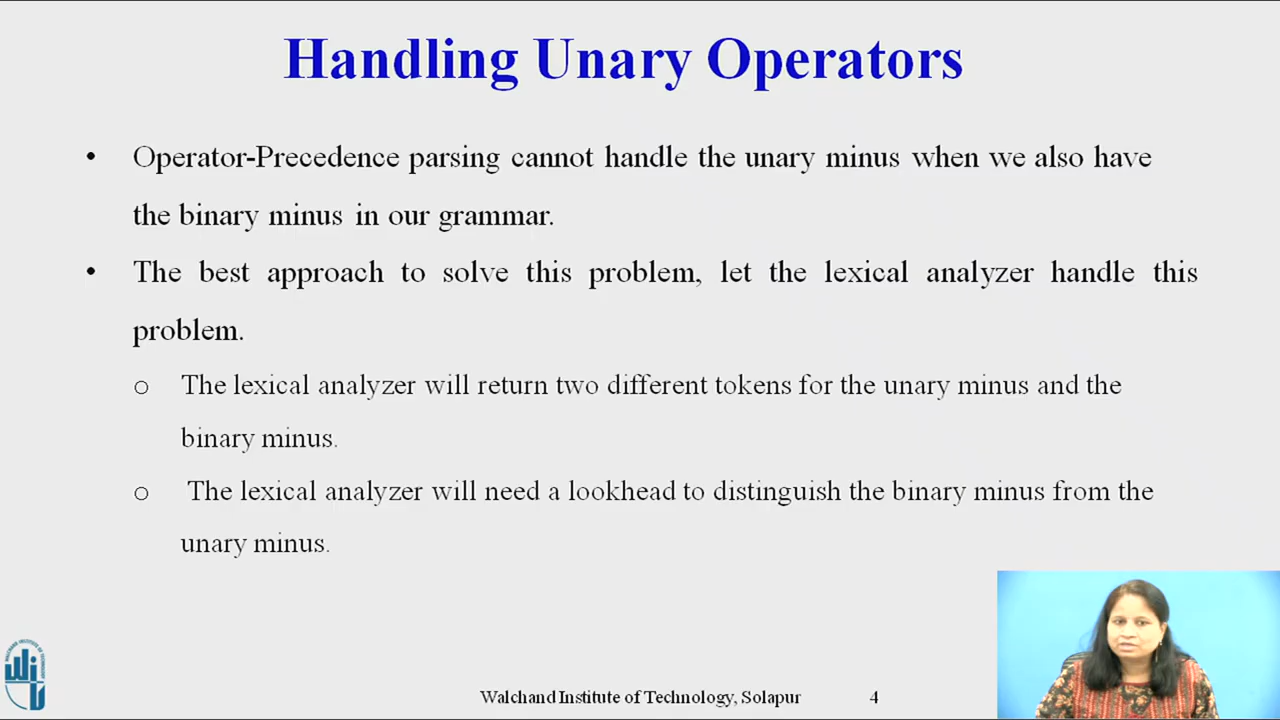 Handling Unary Operators
• Operator-Precedence parsing cannot handle the unary minus when we also have
the binary minus in our grammar.
• The best approach to solve this problem, let the lexical analyzer handle this
problem.
o The lexical analyzer will return two different tokens for the unary minus and the
binary minus.
o The lexical analyzer will need a lookhead to distinguish the binary minus from the
unary minus.
Walchand Institute of Technology, Solapur 4